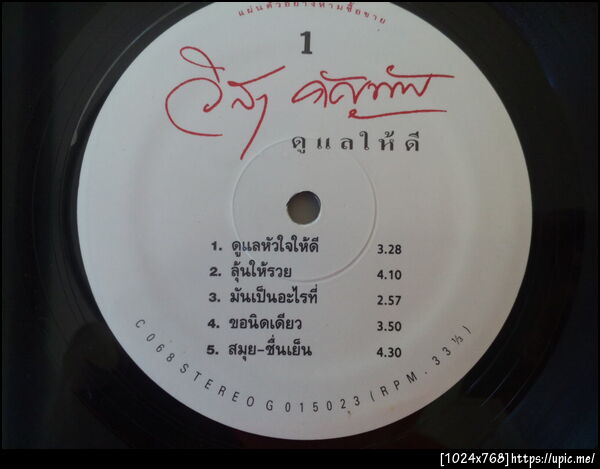 แผ่นตัวอย่างห้ามซื้อขาย
1
วิสา คัญทัพ
ดูแลให้ดี
1. ดูแลหัวใจให้ดี 3.28
2. ลุ้นให้รวย 4.10
3. มันเป็นอะไรที่ 2.57
4. ขอนิดเดียว 3.50
5. สมุย-ชื่นเย็น 4.30
C 068 STEREO G 015023 (RPM. 33 ⅓)
[1024x768]https://upic.me/